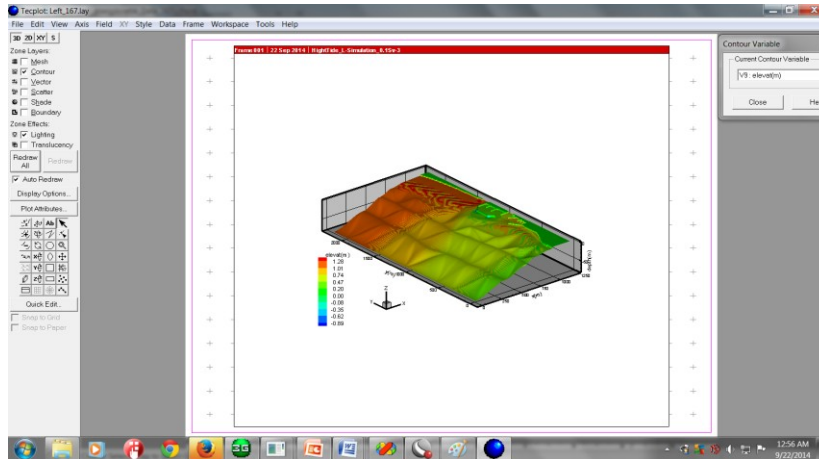 Tecplot: Left_167.lay
File Edit View Axis Field XY Style Data Frame Workspace Tools Help
3D 2D XY S
Zone Layers:
Mesh
Contour
Vector
Scatter
Shade
Boundary
Zone Effects:
Lighting
Translucency
Redraw All Redraw
Auto Redraw
Display Options...
Plot Attributes...
Quick Edit...
Snap to Grid
Snap to Paper
Frame 001 | 22 Sep 2014 |
elevat(m)
1.28
1.01
0.74
0.47
0.20
0.00
-0.08
-0.35
-0.62
-0.89
Z
Y X
depth(m)
Contour Variable
Current Contour Variable
V9 : elevat(m)
Close
12:56 AM
9/22/2014